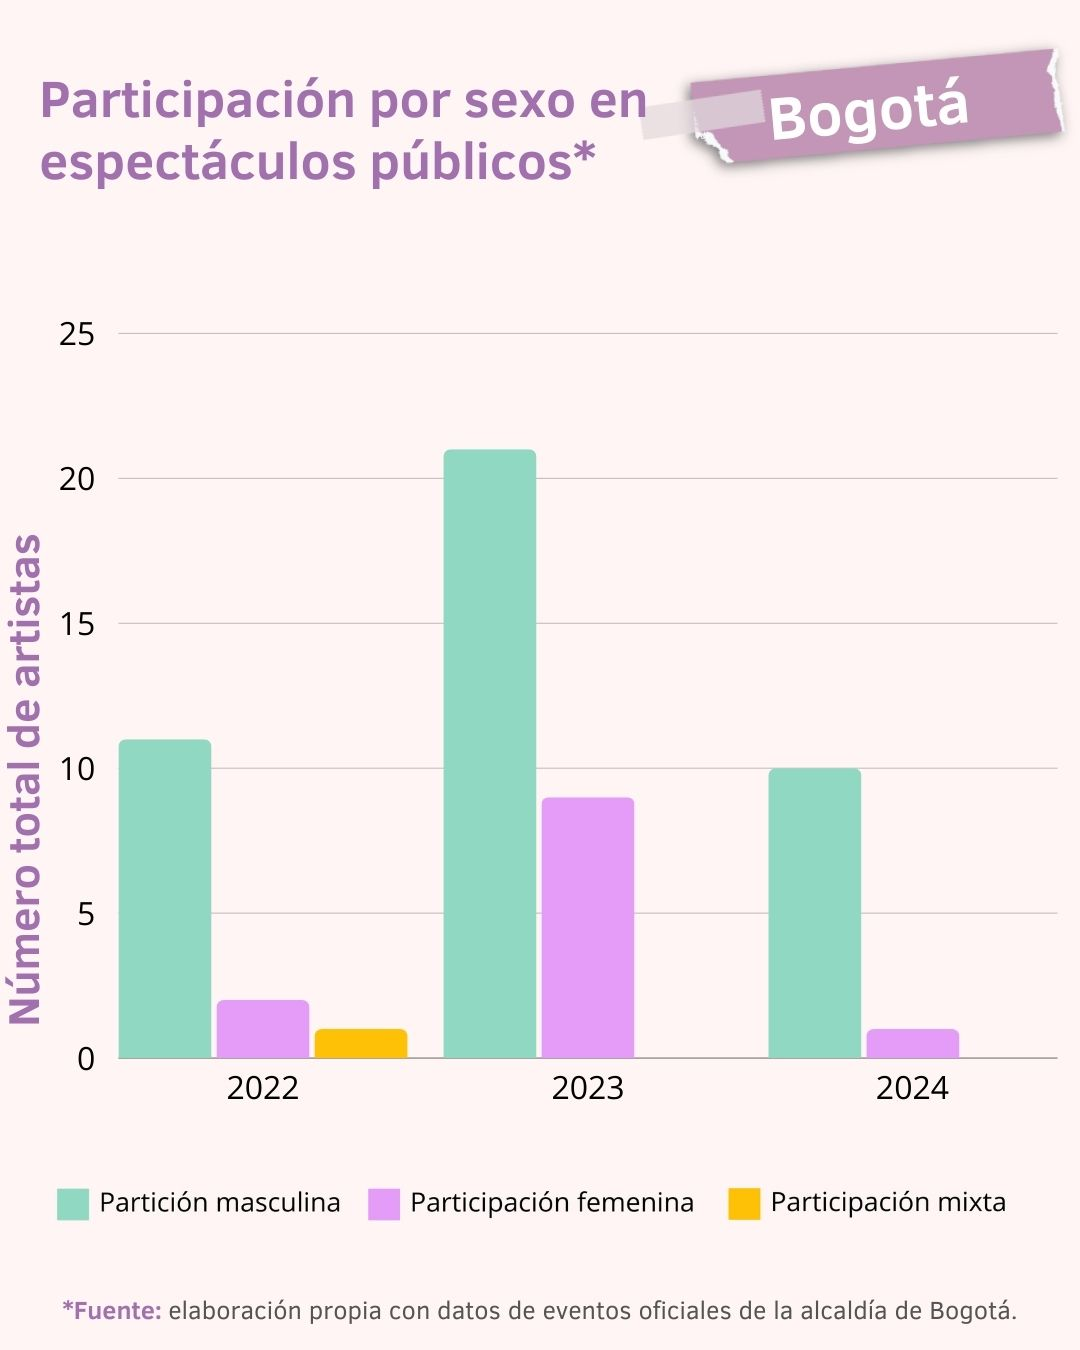 Participación por sexo en
espectáculos públicos*
Bogotá
Número total de artistas
25
20
15
10
5
0
2022
2023
2024
Partición masculina
Participación femenina
Participación mixta
*Fuente: elaboración propia con datos de eventos oficiales de la alcaldía de Bogotá.